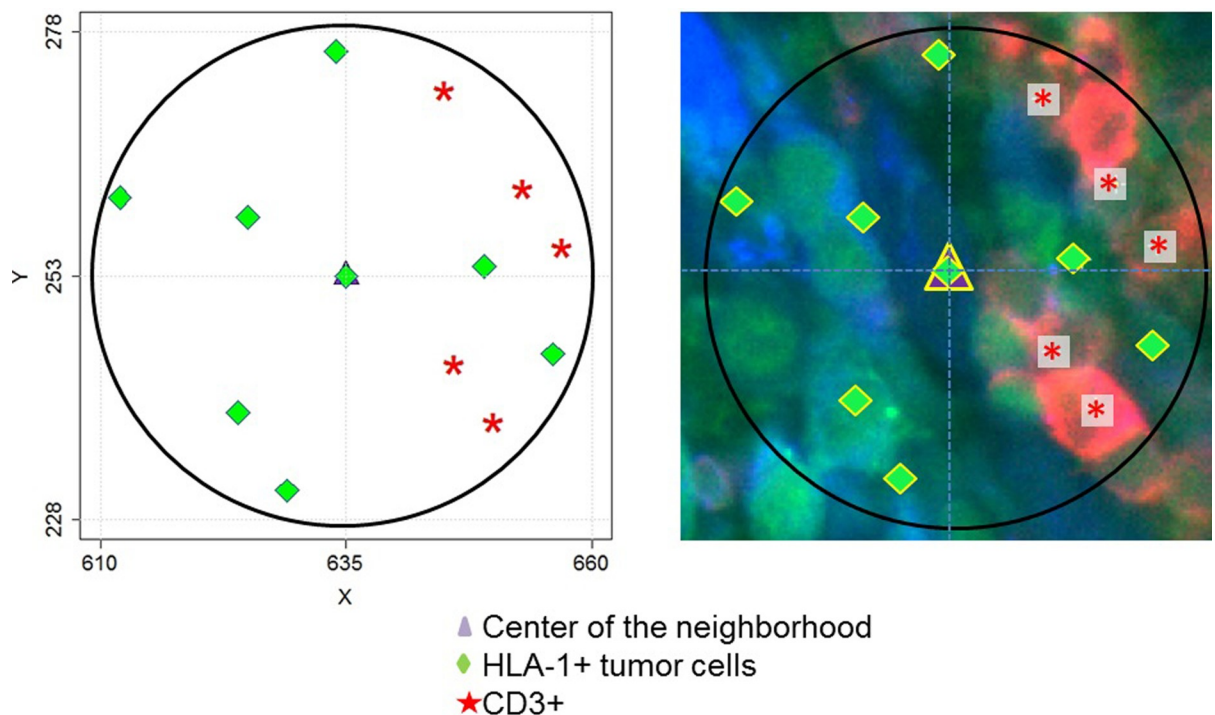 278
253
228
Y
610 635 660
X
Center of the neighborhood
HLA-1+ tumor cells
CD3+